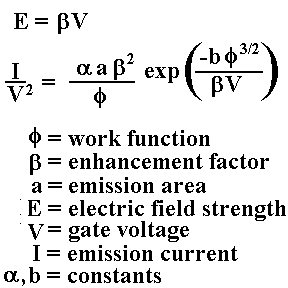 E = βV
I/V² = α a β²/ϕ exp(-b ϕ^3/2/βV)
ϕ = work function
β = enhancement factor
a = emission area
E = electric field strength
V = gate voltage
I = emission current
α,b = constants